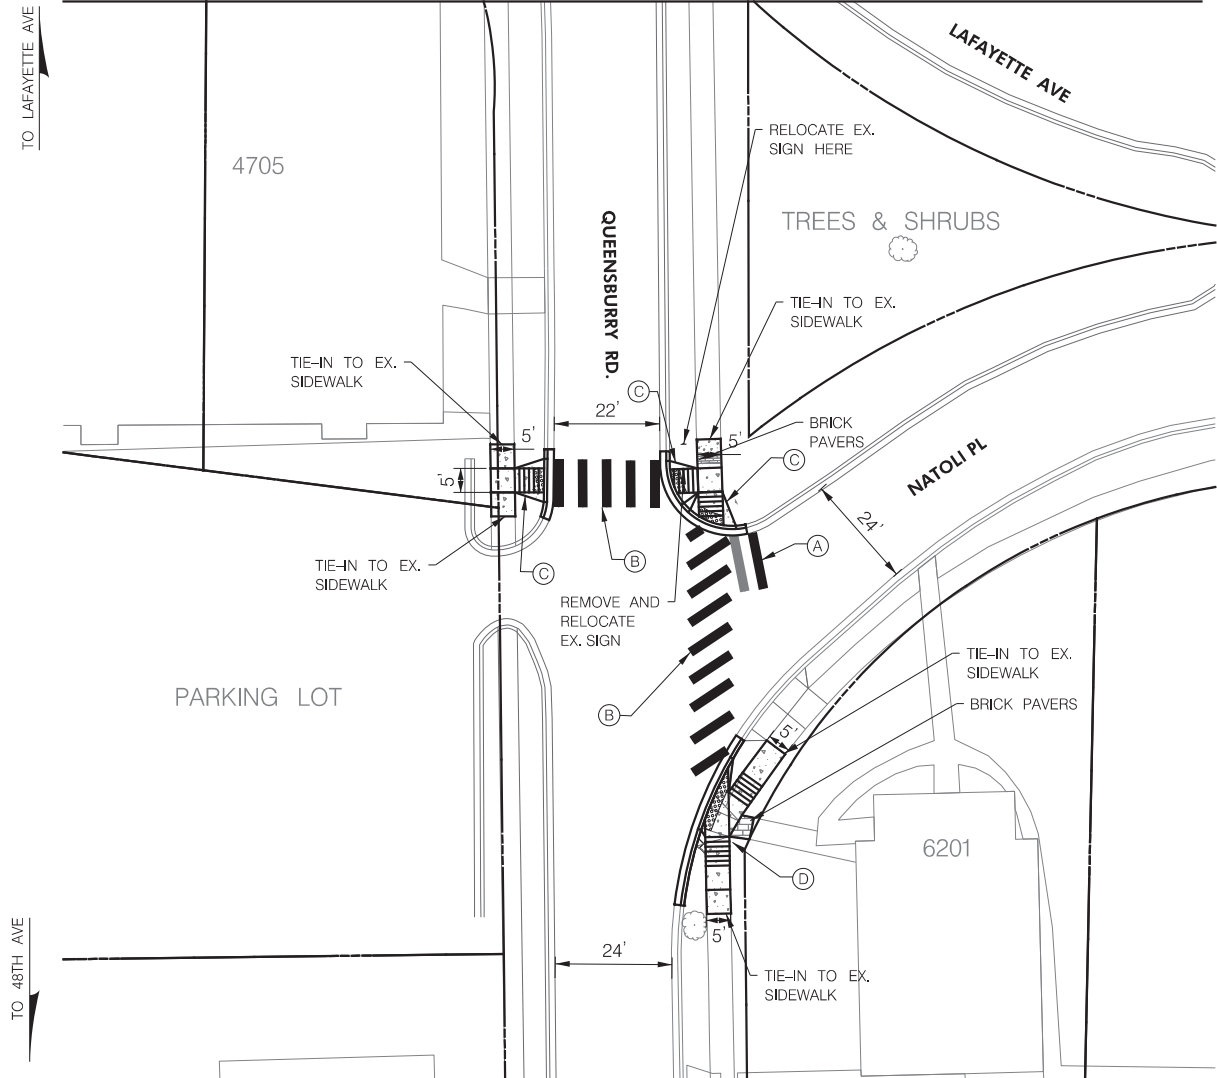 TO LAFAYETTE AVE
LAFAYETTE AVE
RELOCATE EX.
SIGN HERE
4705
TREES & SHRUBS
QUEENSBURRY RD.
TIE-IN TO EX.
SIDEWALK
TIE-IN TO EX.
SIDEWALK
C
22'
5'
5'
BRICK
PAVERS
C
NATOLI PL
5'
24'
A
B
TIE-IN TO EX.
SIDEWALK
C
REMOVE AND
RELOCATE
EX. SIGN
B
PARKING LOT
TIE-IN TO EX.
SIDEWALK
BRICK PAVERS
5'
6201
D
5'
24'
TIE-IN TO EX.
SIDEWALK
TO 48TH AVE